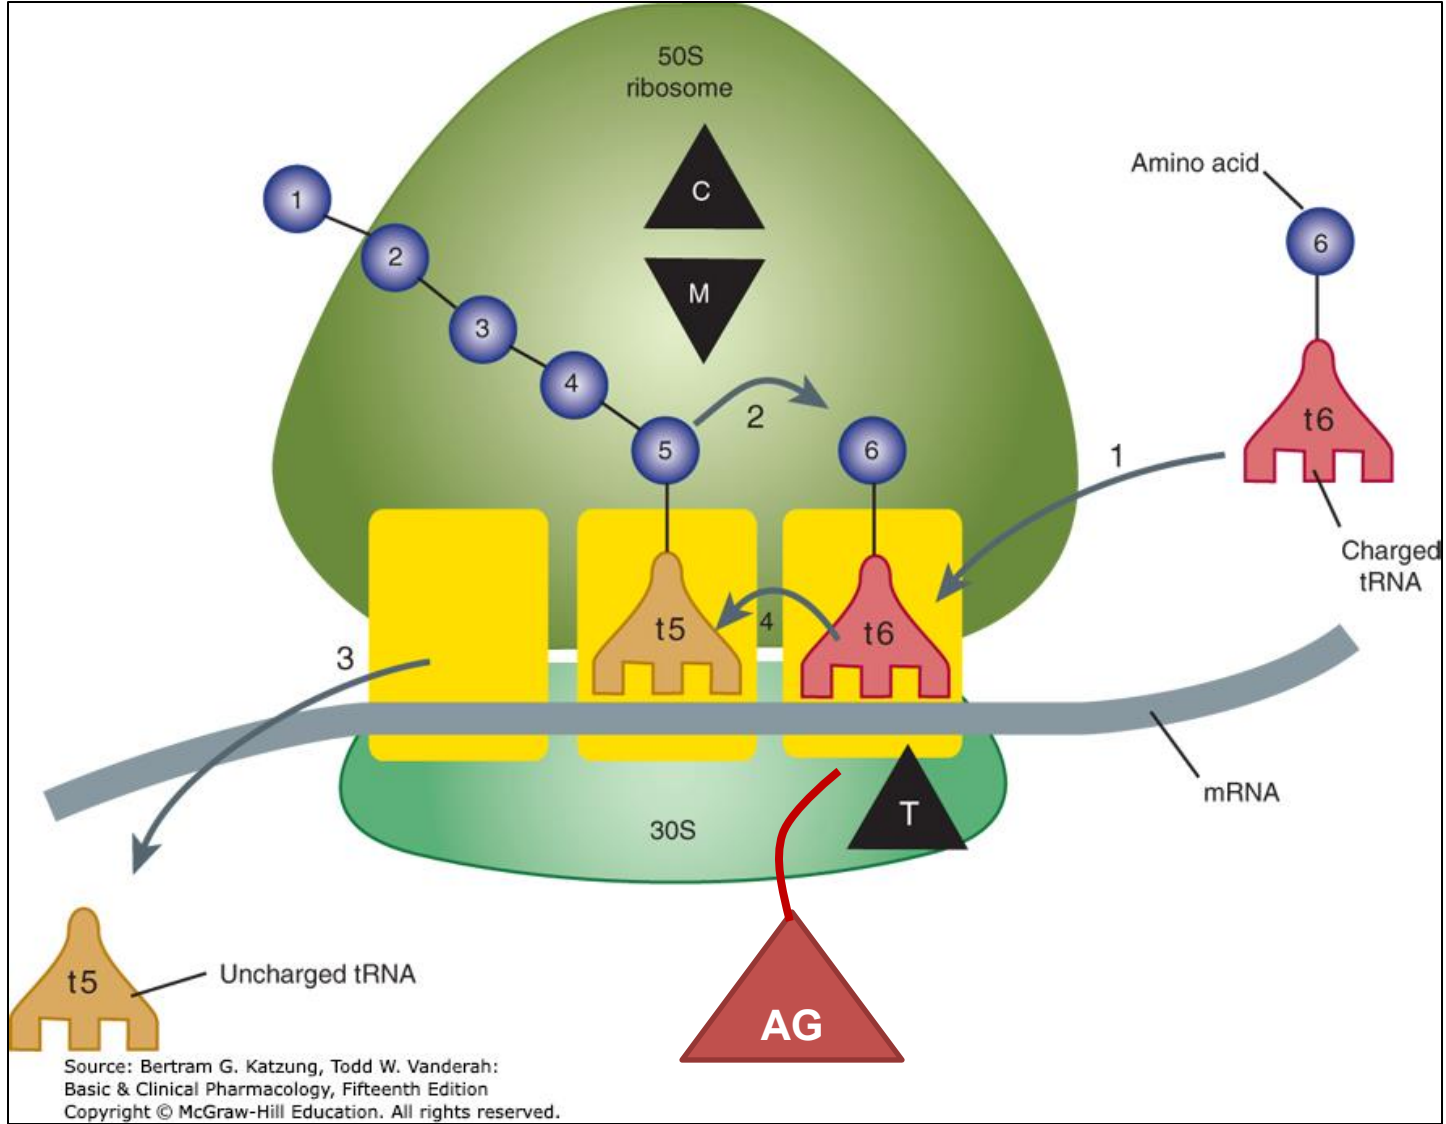 50S
ribosome
C
M
1
2
3
4
5
2
6
Amino acid
6
t6
1
Charged
tRNA
t5
4
t6
3
mRNA
T
30S
t5
Uncharged tRNA
AG
Source: Bertram G. Katzung, Todd W. Vanderah:
Basic & Clinical Pharmacology, Fifteenth Edition
Copyright © McGraw-Hill Education. All rights reserved.